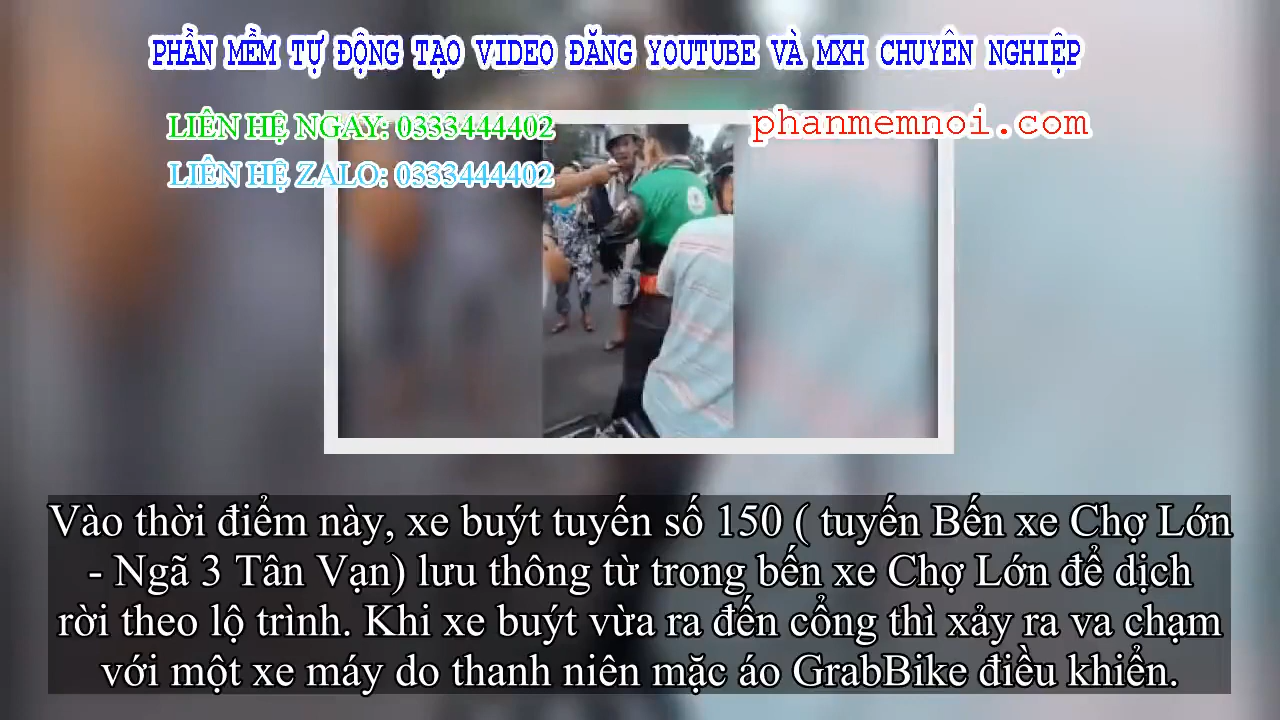 PHẦN MỀM TỰ ĐỘNG TẠO VIDEO ĐĂNG YOUTUBE VÀ MXH CHUYÊN NGHIỆP
LIÊN HỆ NGAY: 0333444402
phanmemnoi.com
LIÊN HỆ ZALO: 0333444402
Vào thời điểm này, xe buýt tuyến số 150 ( tuyến Bến xe Chợ Lớn
- Ngã 3 Tân Vạn) lưu thông từ trong bến xe Chợ Lớn để dịch
rời theo lộ trình. Khi xe buýt vừa ra đến cổng thì xảy ra va chạm
với một xe máy do thanh niên mặc áo GrabBike điều khiển.